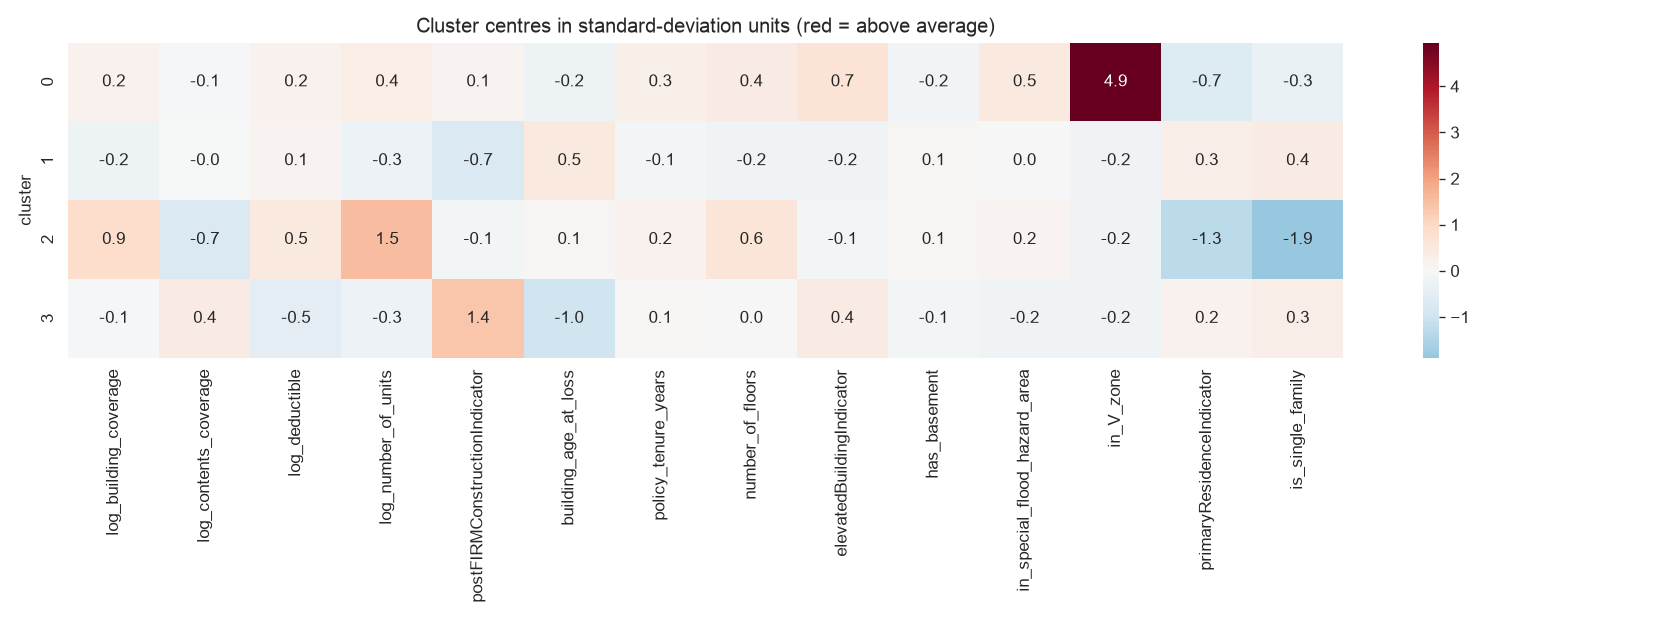 Cluster centres in standard-deviation units (red = above average)
cluster
0 0.2 -0.1 0.2 0.4 0.1 -0.2 0.3 0.4 0.7 -0.2 0.5 4.9 -0.7 -0.3
1 -0.2 -0.0 0.1 -0.3 -0.7 0.5 -0.1 -0.2 -0.2 0.1 0.0 -0.2 0.3 0.4
2 0.9 -0.7 0.5 1.5 -0.1 0.1 0.2 0.6 -0.1 0.1 0.2 -0.2 -1.3 -1.9
3 -0.1 0.4 -0.5 -0.3 1.4 -1.0 0.1 0.0 0.4 -0.1 -0.2 -0.2 0.2 0.3
log_building_coverage
log_contents_coverage
log_deductible
log_number_of_units
postFIRMConstructionIndicator
building_age_at_loss
policy_tenure_years
number_of_floors
elevatedBuildingIndicator
has_basement
in_special_flood_hazard_area
in_V_zone
primaryResidenceIndicator
is_single_family
4
3
2
1
0
−1